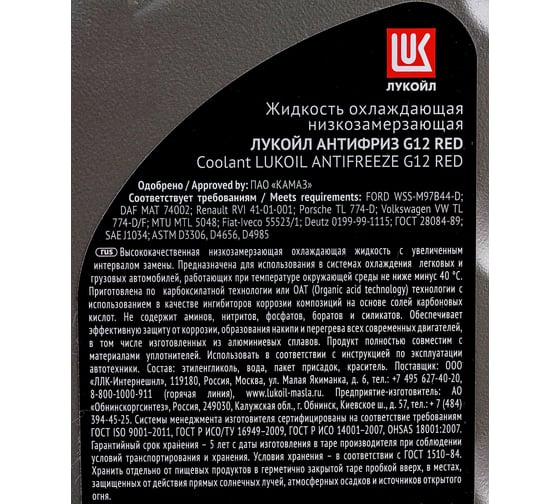 LUK
ЛУКОЙЛ
Жидкость охлаждающая
низкозамерзающая
ЛУКОЙЛ АНТИФРИЗ G12 RED
Coolant LUKOIL ANTIFREEZE G12 RED
Одобрено / Approved by: ПАО «КАМАЗ»
Соответствует требованиям / Meets requirements: FORD WSS-M97B44-D;
DAF MAT 74002; Renault RVI 41-01-001; Porsche TL 774-D; Volkswagen VW TL
774-D/F; MTU MTL 5048; Fiat-Iveco 55523/1; Deutz 0199-99-1115; ГОСТ 28084-89;
SAE J1034; ASTM D3306, D4656, D4985
rus Высококачественная низкозамерзающая охлаждающая жидкость с увеличенным
интервалом замены. Предназначена для использования в системах охлаждения легковых и
грузовых автомобилей, работающих при температуре окружающей среды не ниже минус 40 °С.
Приготовлена по карбоксилатной технологии или ОАТ (Organic acid technology) технологии с
использованием в качестве ингибиторов коррозии композиций на основе солей карбоновых
кислот. Не содержит аминов, нитритов, фосфатов, боратов и силикатов. Обеспечивает
эффективную защиту от коррозии, образования накипи и перегрева всех современных двигателей,
в том числе изготовленных из алюминиевых сплавов. Продукт полностью совместим с
материалами уплотнителей. Использовать в соответствии с инструкцией по эксплуатации
автотехники. Состав: этиленгликоль, вода, пакет присадок, краситель. Поставщик: ООО
«ЛЛК-Интернешнл», 119180, Россия, Москва, ул. Малая Якиманка, д. 6, тел.: +7 495 627-40-20,
8-800-1000-911 (горячая линия), www.lukoil-masla.ru. Предприятие-изготовитель: АО
«Обнинскоргсинтез», Россия, 249030, Калужская обл., г. Обнинск, Киевское ш., д. 57, тел.:+ 7 (484)
394-45-25. Системы менеджмента изготовителя сертифицированы на соответствие требованиям
ГОСТ ISO 9001–2011, ГОСТ Р ИСО/ТУ 16949–2009, ГОСТ Р ИСО 14001–2007, OHSAS 18001:2007.
Гарантийный срок хранения – 5 лет с даты изготовления в таре производителя при соблюдении
условий транспортирования и хранения. Условия хранения – в соответствии с ГОСТ 1510–84.
Хранить отдельно от пищевых продуктов в герметично закрытой таре пробкой вверх, в местах,
защищенных от действия прямых солнечных лучей, атмосферных осадков и источников открытого
огня.